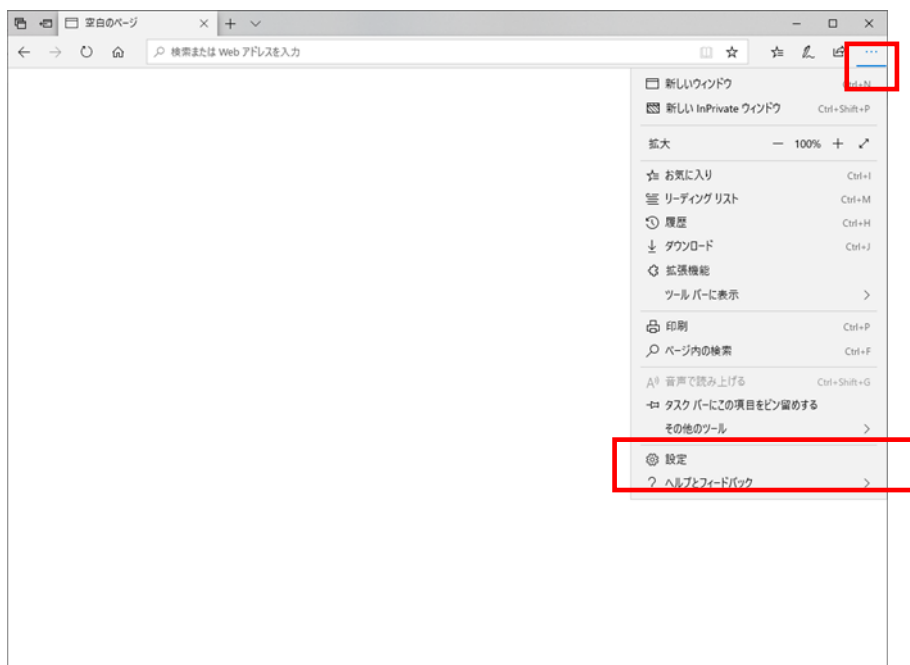 空白のページ
検索または Web アドレスを入力
新しいウィンドウ Ctrl+N
新しい InPrivate ウィンドウ Ctrl+Shift+P
拡大 100%
お気に入り Ctrl+I
リーディング リスト Ctrl+M
履歴 Ctrl+H
ダウンロード Ctrl+J
拡張機能
ツール バーに表示
印刷 Ctrl+P
ページ内の検索 Ctrl+F
音声で読み上げる Ctrl+Shift+G
タスク バーにこの項目をピン留めする
その他のツール
設定
ヘルプとフィードバック